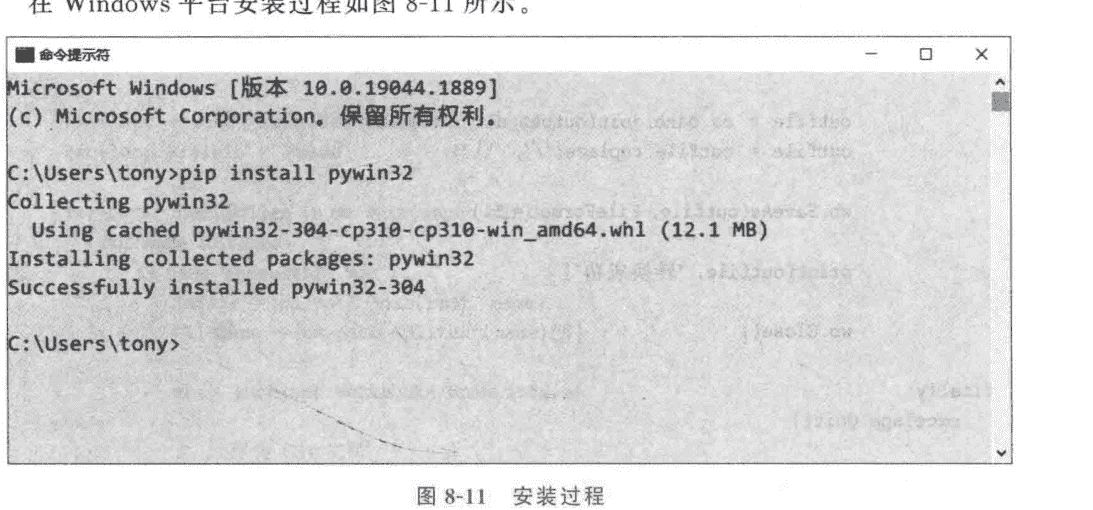 在 Windows 平台安装过程如图 8-11 所示。
命令提示符
Microsoft Windows [版本 10.0.19044.1889]
(c) Microsoft Corporation。保留所有权利。
C:\Users\tony>pip install pywin32
Collecting pywin32
  Using cached pywin32-304-cp310-cp310-win_amd64.whl (12.1 MB)
Installing collected packages: pywin32
Successfully installed pywin32-304
C:\Users\tony>
图 8-11 安装过程